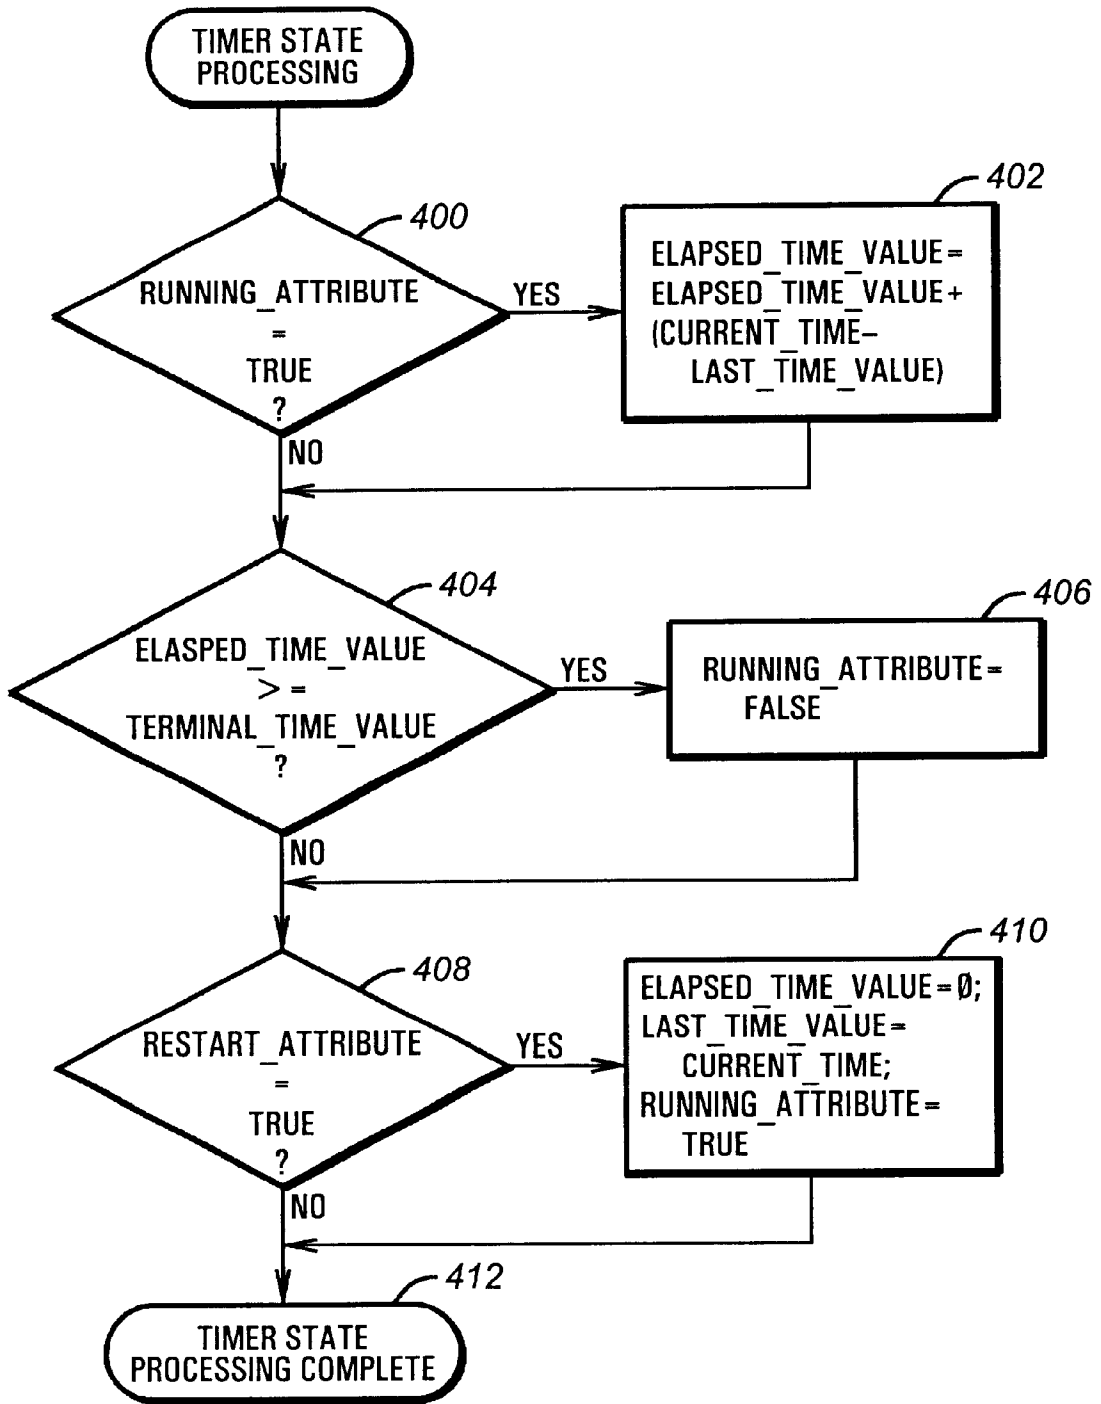 TIMER STATE
PROCESSING
400
402
RUNNING_ATTRIBUTE
=
TRUE
?
YES
ELAPSED_TIME_VALUE=
ELAPSED_TIME_VALUE+
(CURRENT_TIME–
LAST_TIME_VALUE)
NO
404
406
ELASPED_TIME_VALUE
>=
TERMINAL_TIME_VALUE
?
YES
RUNNING_ATTRIBUTE=
FALSE
NO
408
410
RESTART_ATTRIBUTE
=
TRUE
?
YES
ELAPSED_TIME_VALUE=Ø;
LAST_TIME_VALUE=
CURRENT_TIME;
RUNNING_ATTRIBUTE=
TRUE
NO
412
TIMER STATE
PROCESSING COMPLETE